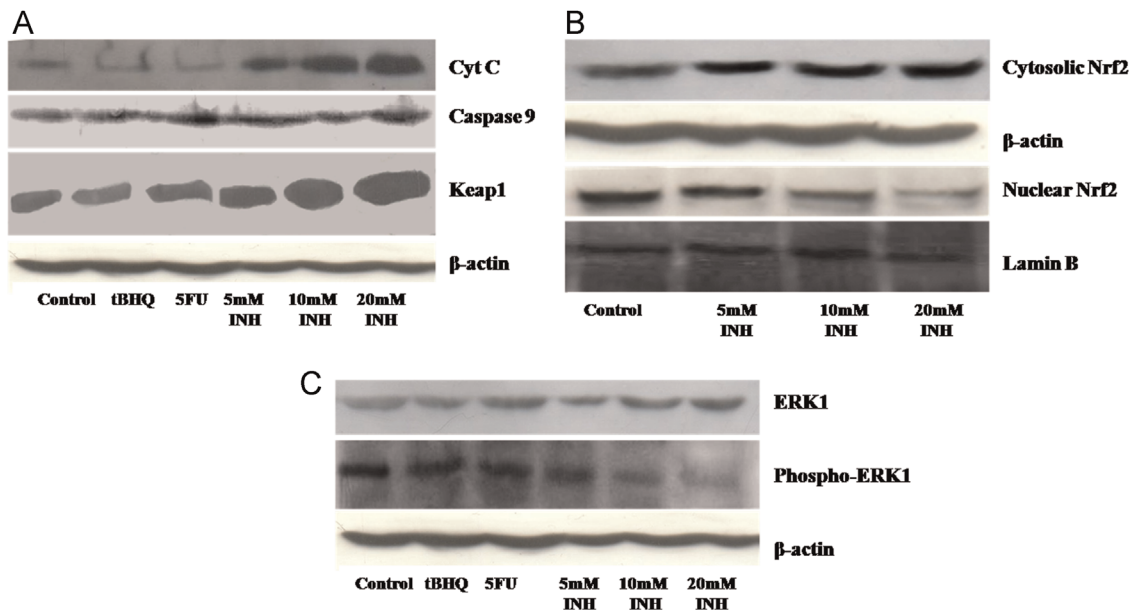 A
Cyt C
Caspase 9
Keap1
β-actin
Control tBHQ 5FU 5mM 10mM 20mM
INH INH INH
B
Cytosolic Nrf2
β-actin
Nuclear Nrf2
Lamin B
Control 5mM 10mM 20mM
INH INH INH
C
ERK1
Phospho-ERK1
β-actin
Control tBHQ 5FU 5mM 10mM 20mM
INH INH INH